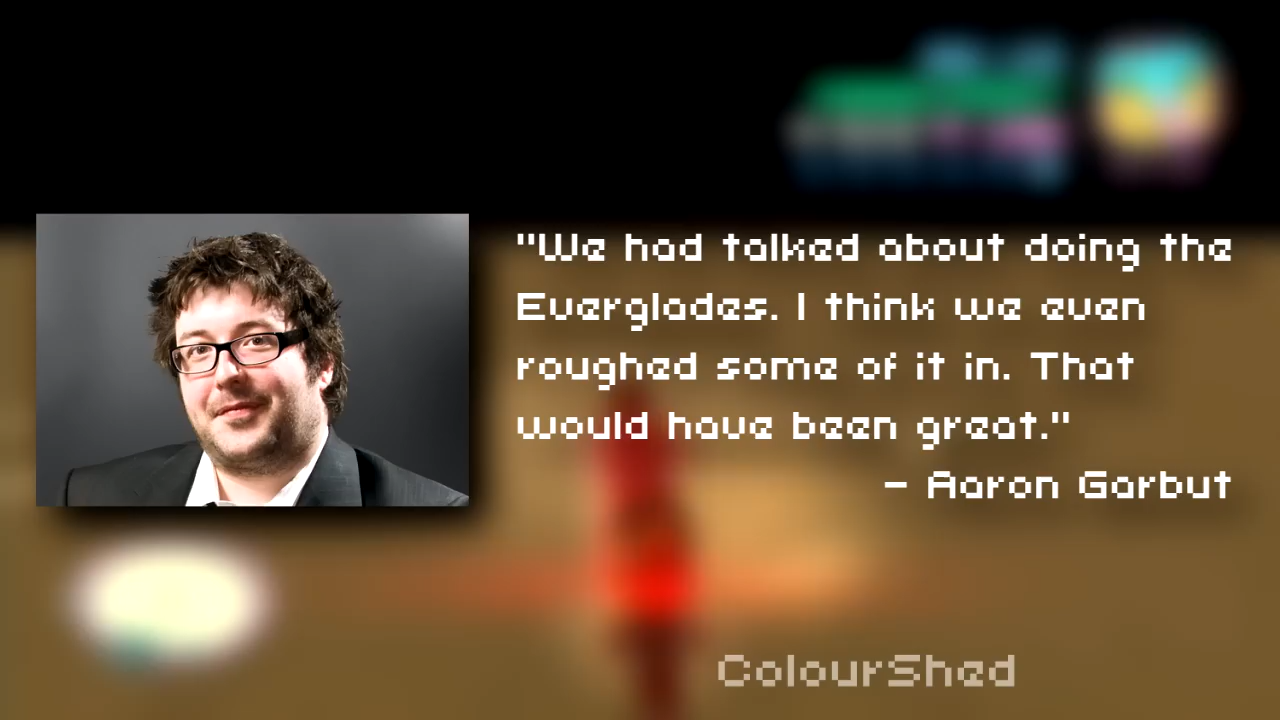 "We had talked about doing the
Everglades. I think we even
roughed some of it in. That
would have been great."
- Aaron Garbut
ColourShed